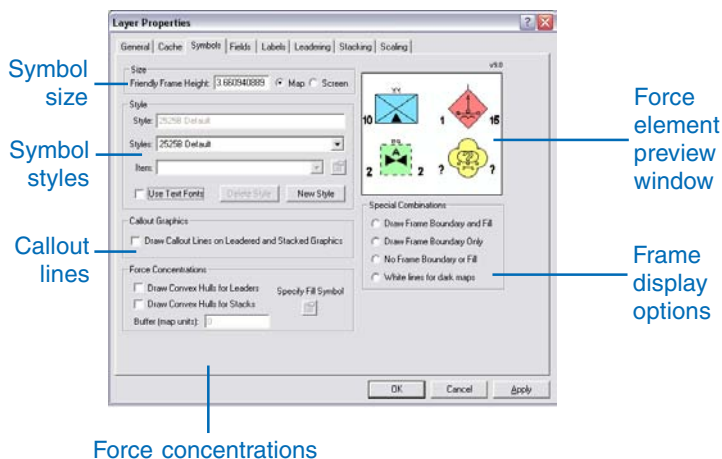 Layer Properties
General Cache Symbols Fields Labels Leadering Stacking Scaling
v9.0
Size
Friendly Frame Height: 3.660940889 Map Screen
Style
Style: 2525B Default
Styles: 2525B Default
Item:
Use Text Fonts Delete Style New Style
Callout Graphics
Draw Callout Lines on Leadered and Stacked Graphics
Force Concentrations
Draw Convex Hulls for Leaders
Specify Fill Symbol
Draw Convex Hulls for Stacks
Buffer (map units): 0
10
1
15
A
2
2
?
?
Special Combinations
Draw Frame Boundary and Fill
Draw Frame Boundary Only
No Frame Boundary or Fill
White lines for dark maps
OK Cancel Apply
Symbol
size
Symbol
styles
Callout
lines
Force concentrations
Force
element
preview
window
Frame
display
options